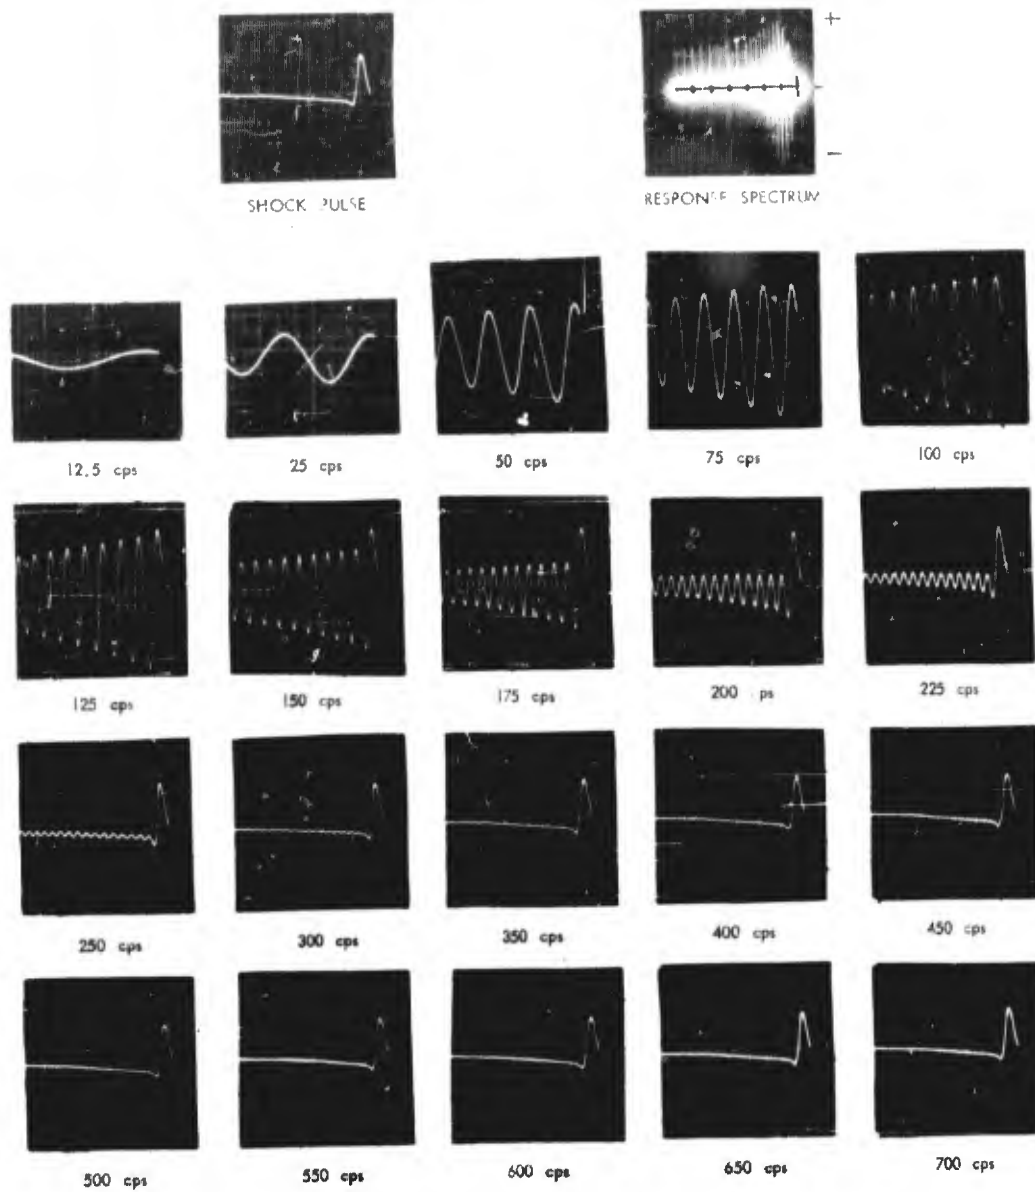 +
SHOCK PULSE
RESPONSE SPECTRUM
12.5 cps
25 cps
50 cps
75 cps
100 cps
125 cps
150 cps
175 cps
200 ps
225 cps
250 cps
300 cps
350 cps
400 cps
450 cps
500 cps
550 cps
600 cps
650 cps
700 cps